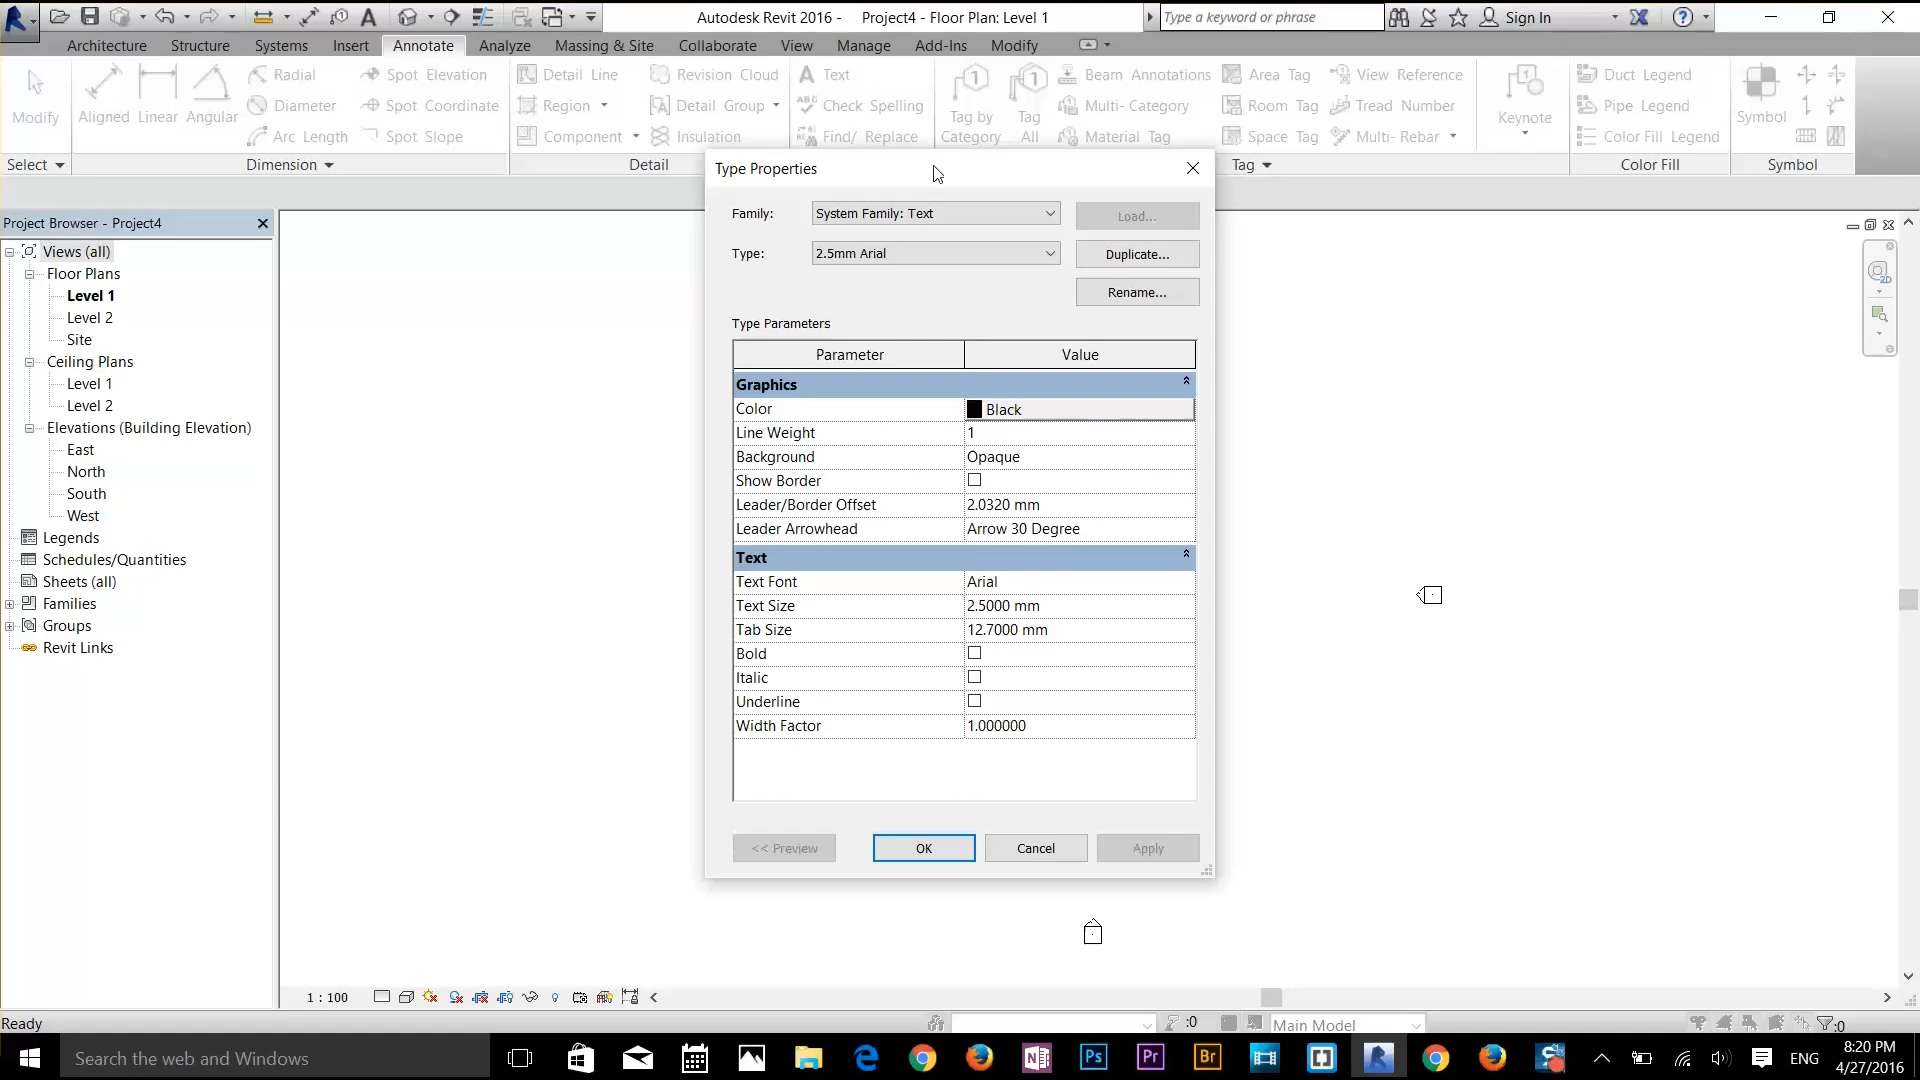 Autodesk Revit 2016 - Project4 - Floor Plan: Level 1
Type a keyword or phrase
Sign In
Architecture Structure Systems Insert Annotate Analyze Massing & Site Collaborate View Manage Add-Ins Modify
Modify
Aligned Linear Angular
Radial
Diameter
Arc Length
Spot Elevation
Spot Coordinate
Spot Slope
Detail Line
Region
Component
Revision Cloud
Detail Group
Insulation
Text
Check Spelling
Find/ Replace
Tag by
Category
Tag
All
Beam Annotations
Multi- Category
Material Tag
Area Tag
Room Tag
Space Tag
View Reference
Tread Number
Multi- Rebar
Keynote
Duct Legend
Pipe Legend
Color Fill Legend
Symbol
Select Dimension Detail Tag Color Fill Symbol
Project Browser - Project4
Views (all)
Floor Plans
Level 1
Level 2
Site
Ceiling Plans
Level 1
Level 2
Elevations (Building Elevation)
East
North
South
West
Legends
Schedules/Quantities
Sheets (all)
Families
Groups
Revit Links
Type Properties
Family: System Family: Text Load...
Type: 2.5mm Arial Duplicate...
Rename...
Type Parameters
Parameter Value
Graphics
Color Black
Line Weight 1
Background Opaque
Show Border
Leader/Border Offset 2.0320 mm
Leader Arrowhead Arrow 30 Degree
Text
Text Font Arial
Text Size 2.5000 mm
Tab Size 12.7000 mm
Bold
Italic
Underline
Width Factor 1.000000
<< Preview OK Cancel Apply
1 : 100
Ready :0 Main Model :0
Search the web and Windows
ENG
8:20 PM
4/27/2016